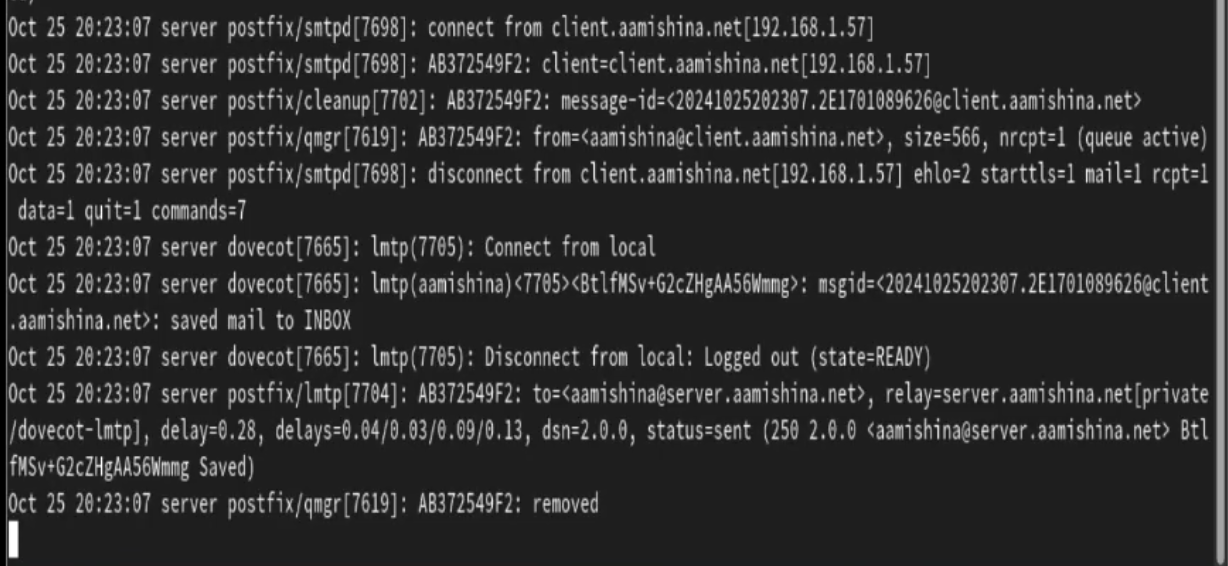 Oct 25 20:23:07 server postfix/smtpd[7698]: connect from client.aamishina.net[192.168.1.57]
Oct 25 20:23:07 server postfix/smtpd[7698]: AB372549F2: client=client.aamishina.net[192.168.1.57]
Oct 25 20:23:07 server postfix/cleanup[7702]: AB372549F2: message-id=<20241025202307.2E1701089626@client.aamishina.net>
Oct 25 20:23:07 server postfix/qmgr[7619]: AB372549F2: from=<aamishina@client.aamishina.net>, size=566, nrcpt=1 (queue active)
Oct 25 20:23:07 server postfix/smtpd[7698]: disconnect from client.aamishina.net[192.168.1.57] ehlo=2 starttls=1 mail=1 rcpt=1
data=1 quit=1 commands=7
Oct 25 20:23:07 server dovecot[7665]: lmtp(7705): Connect from local
Oct 25 20:23:07 server dovecot[7665]: lmtp(aamishina)<7705><BtlfMSv+G2cZHgAA56Wmmg>: msgid=<20241025202307.2E1701089626@client
.aamishina.net>: saved mail to INBOX
Oct 25 20:23:07 server dovecot[7665]: lmtp(7705): Disconnect from local: Logged out (state=READY)
Oct 25 20:23:07 server postfix/lmtp[7704]: AB372549F2: to=<aamishina@server.aamishina.net>, relay=server.aamishina.net[private
/dovecot-lmtp], delay=0.28, delays=0.04/0.03/0.09/0.13, dsn=2.0.0, status=sent (250 2.0.0 <aamishina@server.aamishina.net> Btl
fMSv+G2cZHgAA56Wmmg Saved)
Oct 25 20:23:07 server postfix/qmgr[7619]: AB372549F2: removed